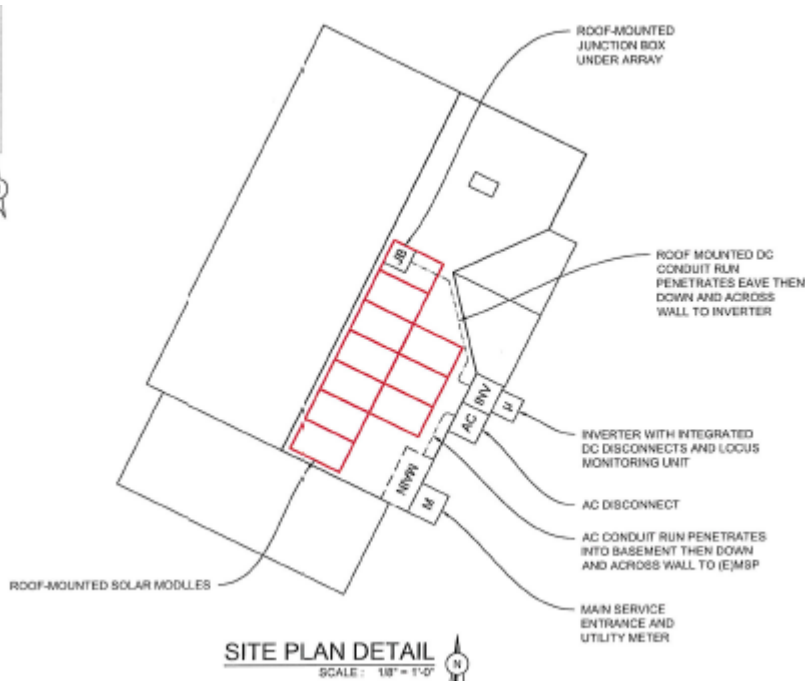 ROOF-MOUNTED
JUNCTION BOX
UNDER ARRAY
JB
ROOF MOUNTED DC
CONDUIT RUN
PENETRATES EAVE THEN
DOWN AND ACROSS
WALL TO INVERTER
INV
µ
AC
INVERTER WITH INTEGRATED
DC DISCONNECTS AND LOCUS
MONITORING UNIT
MAIN
M
AC DISCONNECT
AC CONDUIT RUN PENETRATES
INTO BASEMENT THEN DOWN
AND ACROSS WALL TO (E)MSP
ROOF-MOUNTED SOLAR MODULES
MAIN SERVICE
ENTRANCE AND
UTILITY METER
SITE PLAN DETAIL
SCALE : 1/8" = 1'-0"
N